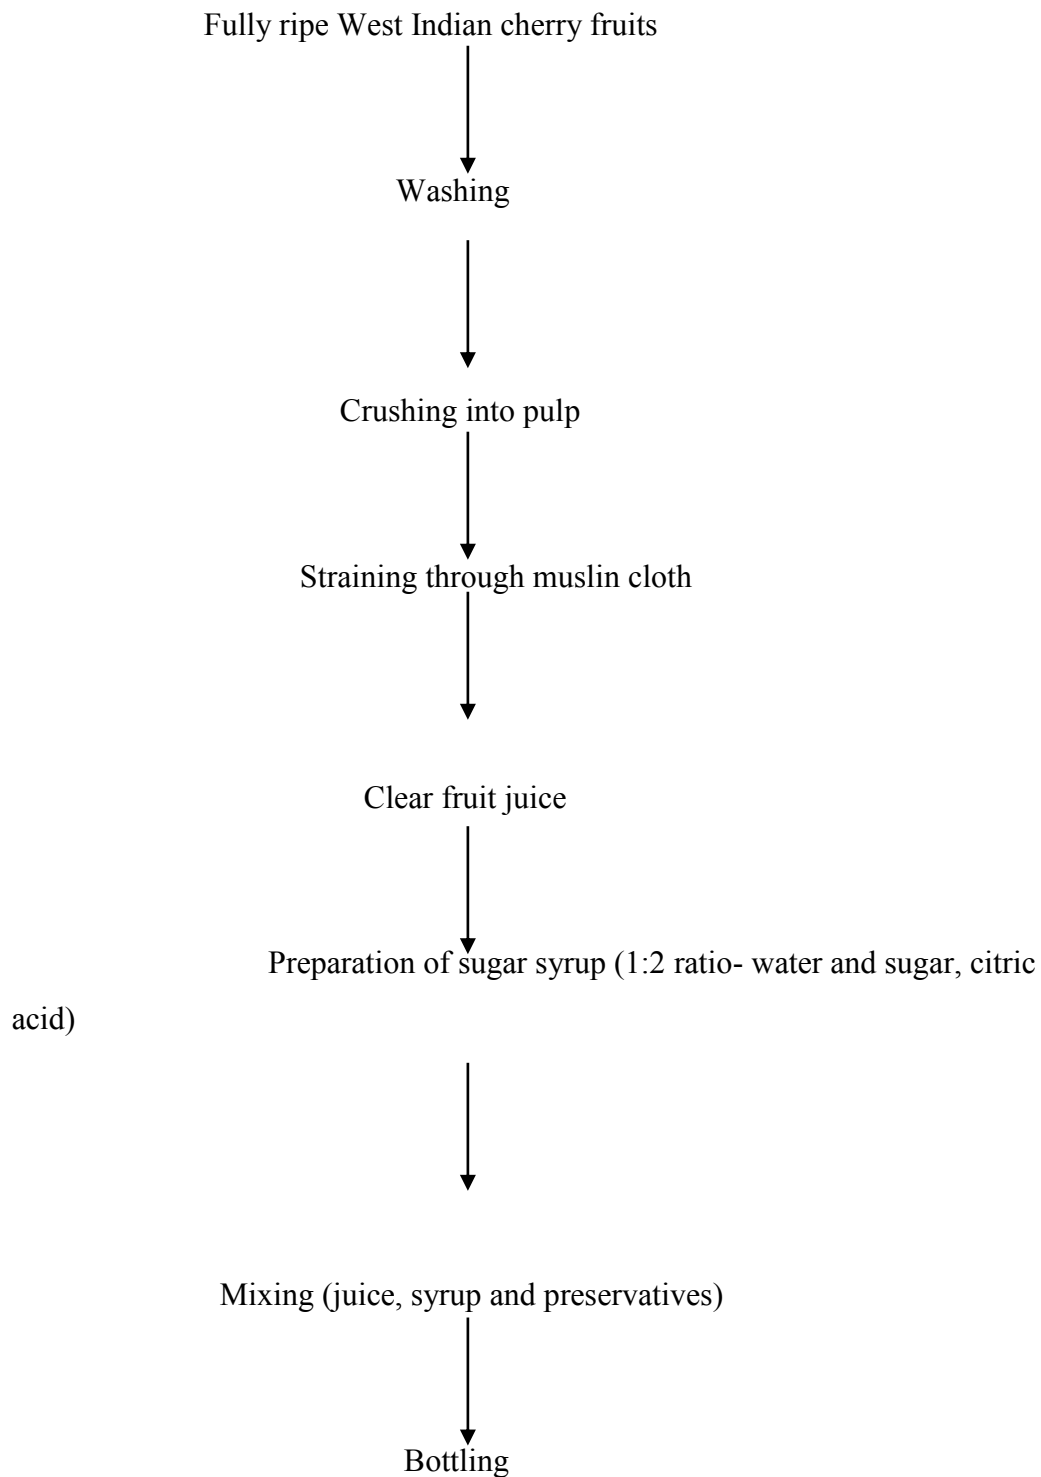 Fully ripe West Indian cherry fruits
Washing
Crushing into pulp
Straining through muslin cloth
Clear fruit juice
Preparation of sugar syrup (1:2 ratio- water and sugar, citric
acid)
Mixing (juice, syrup and preservatives)
Bottling